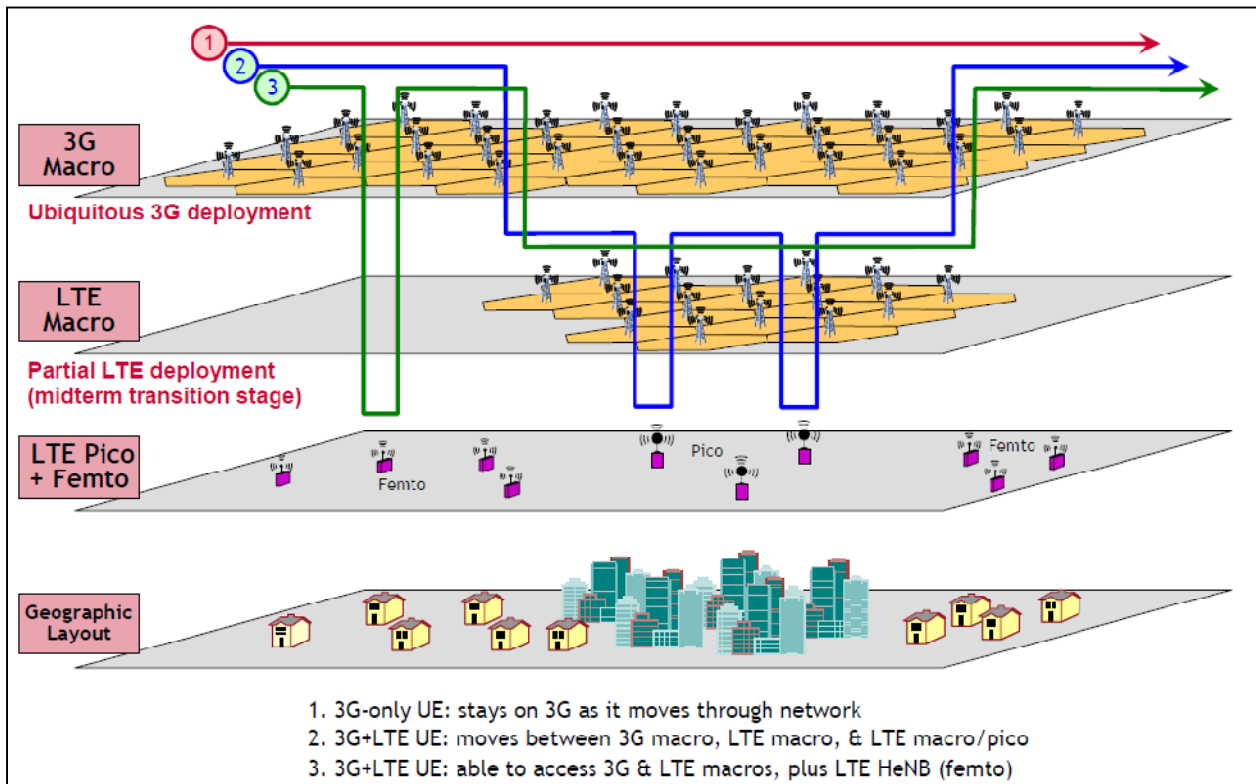 1
2
3
3G
Macro
Ubiquitous 3G deployment
LTE
Macro
Partial LTE deployment
(midterm transition stage)
LTE Pico
+ Femto
Femto
Pico
Femto
Geographic
Layout
1. 3G-only UE: stays on 3G as it moves through network
2. 3G+LTE UE: moves between 3G macro, LTE macro, & LTE macro/pico
3. 3G+LTE UE: able to access 3G & LTE macros, plus LTE HeNB (femto)